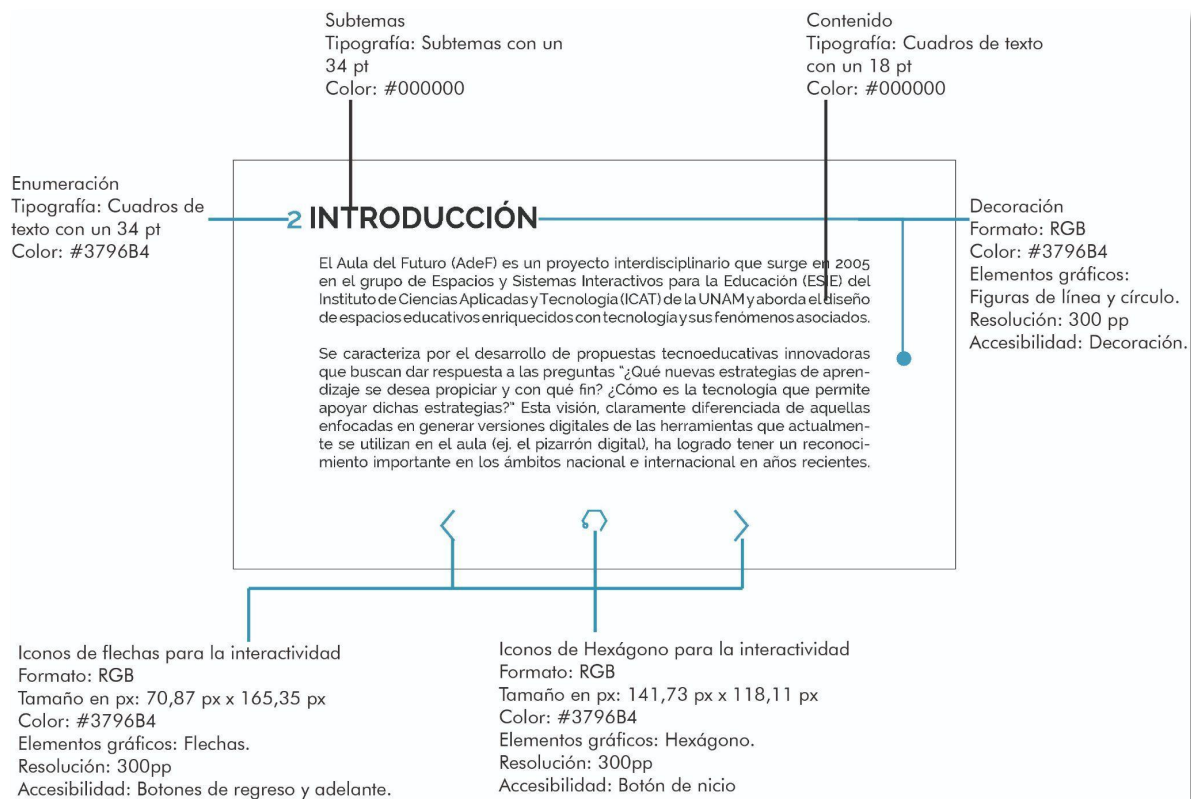 Subtemas
Tipografía: Subtemas con un
34 pt
Color: #000000
Contenido
Tipografía: Cuadros de texto
con un 18 pt
Color: #000000
Enumeración
Tipografía: Cuadros de
texto con un 34 pt
Color: #3796B4
2 INTRODUCCIÓN
El Aula del Futuro (AdeF) es un proyecto interdisciplinario que surge en 2005
en el grupo de Espacios y Sistemas Interactivos para la Educación (ESIE) del
Instituto de Ciencias Aplicadas y Tecnología (ICAT) de la UNAM y aborda el diseño
de espacios educativos enriquecidos con tecnología y sus fenómenos asociados.
Se caracteriza por el desarrollo de propuestas tecnoeducativas innovadoras
que buscan dar respuesta a las preguntas "¿Qué nuevas estrategias de apren-
dizaje se desea propiciar y con qué fin? ¿Cómo es la tecnología que permite
apoyar dichas estrategias?" Esta visión, claramente diferenciada de aquellas
enfocadas en generar versiones digitales de las herramientas que actualmen-
te se utilizan en el aula (ej. el pizarrón digital), ha logrado tener un reconoci-
miento importante en los ámbitos nacional e internacional en años recientes.
Decoración
Formato: RGB
Color: #3796B4
Elementos gráficos:
Figuras de línea y círculo.
Resolución: 300 pp
Accesibilidad: Decoración.
Iconos de flechas para la interactividad
Formato: RGB
Tamaño en px: 70,87 px x 165,35 px
Color: #3796B4
Elementos gráficos: Flechas.
Resolución: 300pp
Accesibilidad: Botones de regreso y adelante.
Iconos de Hexágono para la interactividad
Formato: RGB
Tamaño en px: 141,73 px x 118,11 px
Color: #3796B4
Elementos gráficos: Hexágono.
Resolución: 300pp
Accesibilidad: Botón de nicio